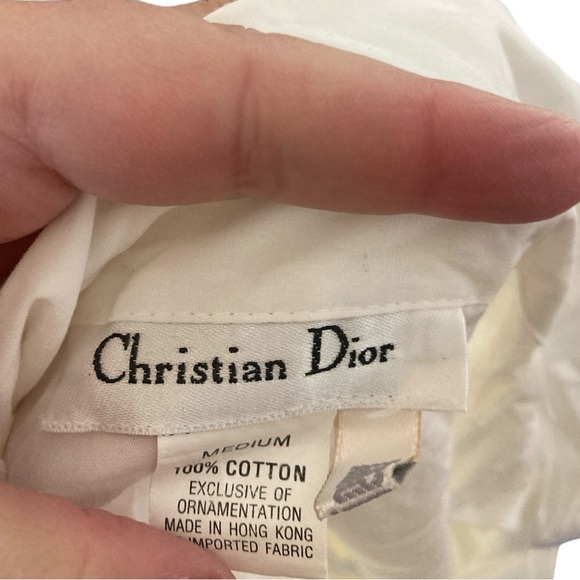 Christian Dior
MEDIUM
100% COTTON
EXCLUSIVE OF
ORNAMENTATION
MADE IN HONG KONG
IMPORTED FABRIC